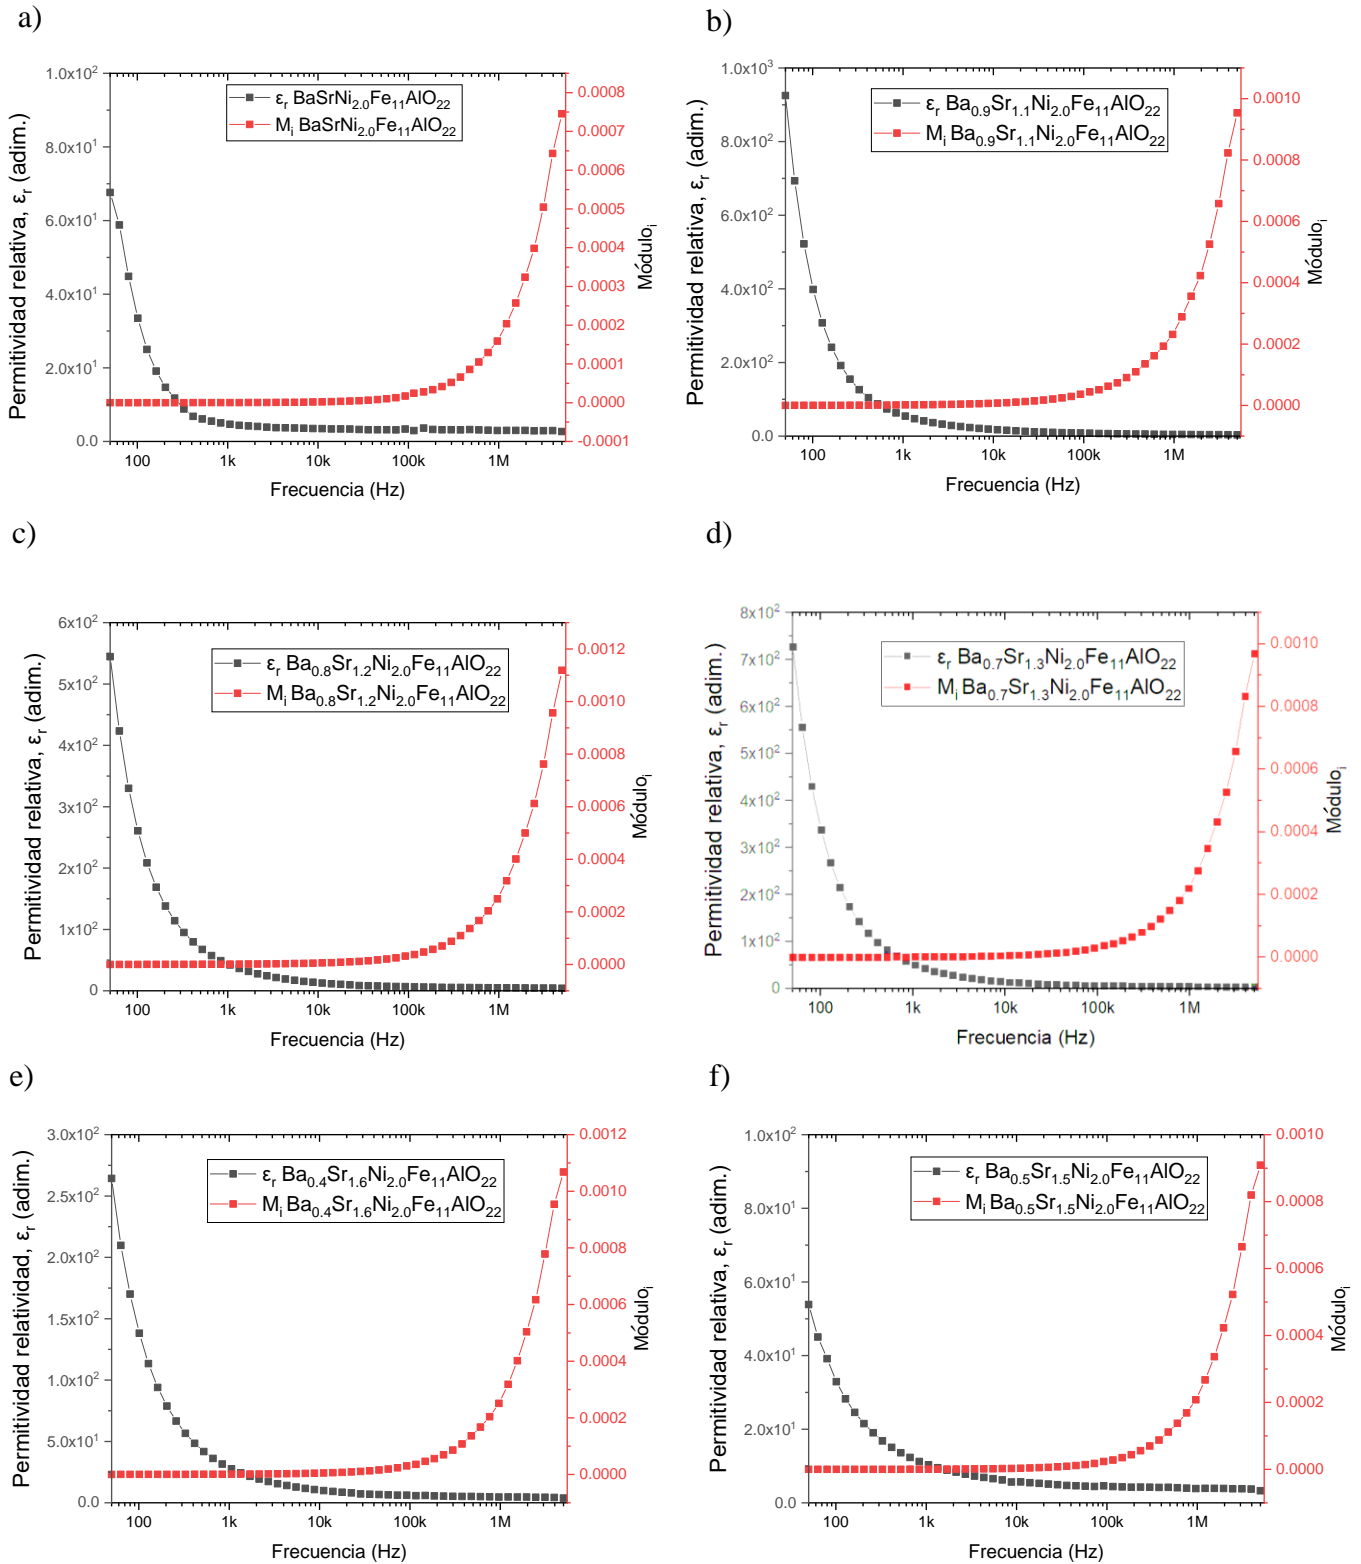 a)
1.0x10²
8.0x10¹
6.0x10¹
4.0x10¹
2.0x10¹
0.0
Permitividad relativa, εᵣ (adim.)
εᵣ BaSrNi₂.₀Fe₁₁AlO₂₂
Mᵢ BaSrNi₂.₀Fe₁₁AlO₂₂
0.0008
0.0007
0.0006
0.0005
0.0004
0.0003
0.0002
0.0001
0.0000
-0.0001
Móduloᵢ
100 1k 10k 100k 1M
Frecuencia (Hz)
b)
1.0x10³
8.0x10²
6.0x10²
4.0x10²
2.0x10²
0.0
Permitividad relativa, εᵣ (adim.)
εᵣ Ba₀.₉Sr₁.₁Ni₂.₀Fe₁₁AlO₂₂
Mᵢ Ba₀.₉Sr₁.₁Ni₂.₀Fe₁₁AlO₂₂
0.0010
0.0008
0.0006
0.0004
0.0002
0.0000
Móduloᵢ
100 1k 10k 100k 1M
Frecuencia (Hz)
c)
6x10²
5x10²
4x10²
3x10²
2x10²
1x10²
0
Permitividad relativa, εᵣ (adim.)
εᵣ Ba₀.₈Sr₁.₂Ni₂.₀Fe₁₁AlO₂₂
Mᵢ Ba₀.₈Sr₁.₂Ni₂.₀Fe₁₁AlO₂₂
0.0012
0.0010
0.0008
0.0006
0.0004
0.0002
0.0000
Móduloᵢ
100 1k 10k 100k 1M
Frecuencia (Hz)
d)
8x10²
7x10²
6x10²
5x10²
4x10²
3x10²
2x10²
1x10²
0
Permitividad relativa, εᵣ (adim.)
εᵣ Ba₀.₇Sr₁.₃Ni₂.₀Fe₁₁AlO₂₂
Mᵢ Ba₀.₇Sr₁.₃Ni₂.₀Fe₁₁AlO₂₂
0.0010
0.0008
0.0006
0.0004
0.0002
0.0000
Móduloᵢ
100 1k 10k 100k 1M
Frecuencia (Hz)
e)
3.0x10²
2.5x10²
2.0x10²
1.5x10²
1.0x10²
5.0x10¹
0.0
Permitividad relatividad, εᵣ (adim.)
εᵣ Ba₀.₄Sr₁.₆Ni₂.₀Fe₁₁AlO₂₂
Mᵢ Ba₀.₄Sr₁.₆Ni₂.₀Fe₁₁AlO₂₂
0.0012
0.0010
0.0008
0.0006
0.0004
0.0002
0.0000
Móduloᵢ
100 1k 10k 100k 1M
Frecuencia (Hz)
f)
1.0x10²
8.0x10¹
6.0x10¹
4.0x10¹
2.0x10¹
0.0
Permitividad relativa, εᵣ (adim.)
εᵣ Ba₀.₅Sr₁.₅Ni₂.₀Fe₁₁AlO₂₂
Mᵢ Ba₀.₅Sr₁.₅Ni₂.₀Fe₁₁AlO₂₂
0.0010
0.0008
0.0006
0.0004
0.0002
0.0000
Móduloᵢ
100 1k 10k 100k 1M
Frecuencia (Hz)